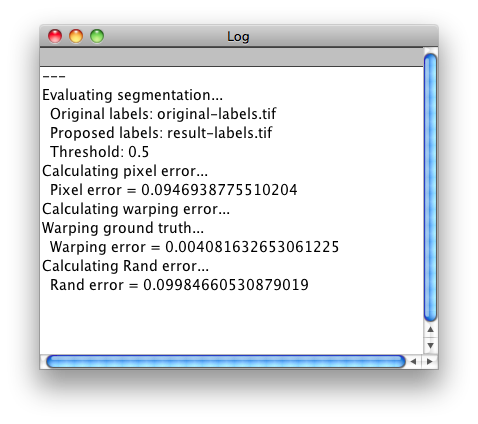 Log
---
Evaluating segmentation...
Original labels: original-labels.tif
Proposed labels: result-labels.tif
Threshold: 0.5
Calculating pixel error...
Pixel error = 0.0946938775510204
Calculating warping error...
Warping ground truth...
Warping error = 0.004081632653061225
Calculating Rand error...
Rand error = 0.09984660530879019